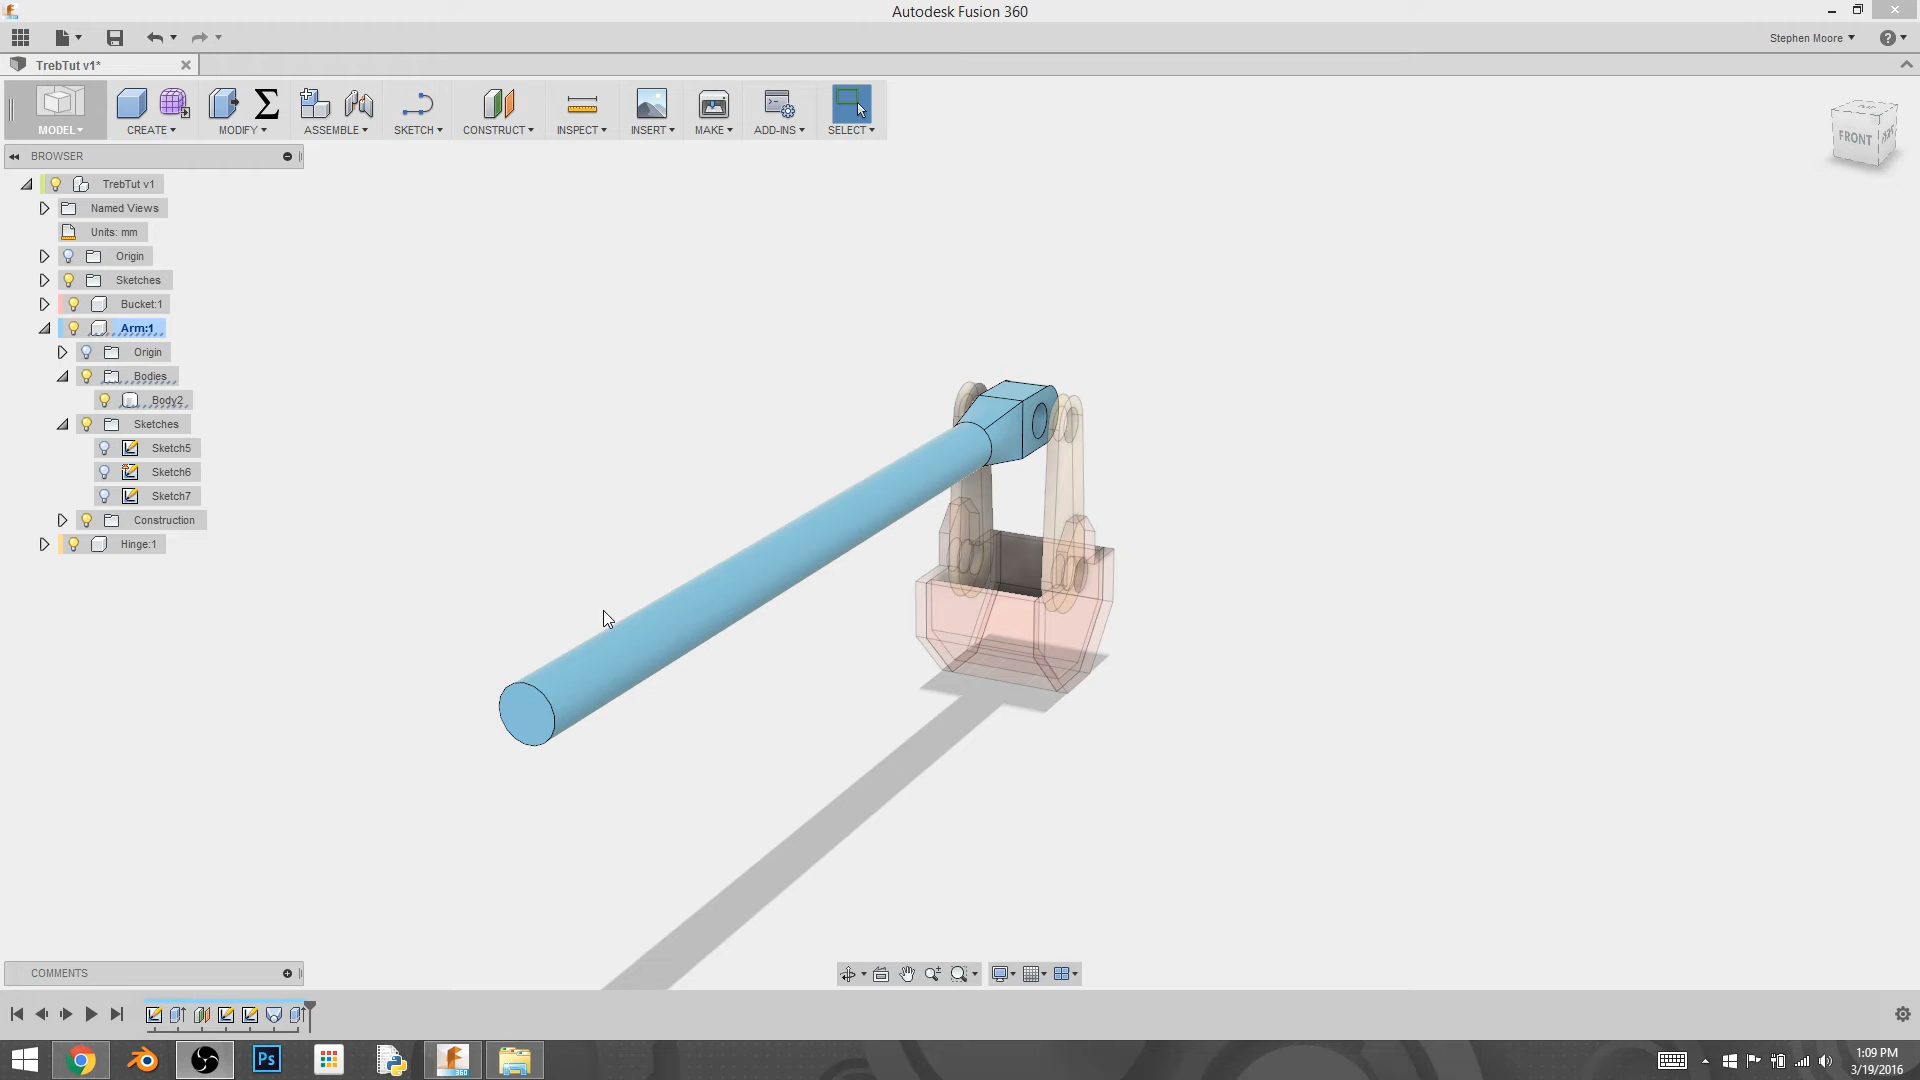 Autodesk Fusion 360
Stephen Moore
TrebTut v1*
MODEL
CREATE
MODIFY
ASSEMBLE
SKETCH
CONSTRUCT
INSPECT
INSERT
MAKE
ADD-INS
SELECT
FRONT
BROWSER
TrebTut v1
Named Views
Units: mm
Origin
Sketches
Bucket:1
Arm:1
Origin
Bodies
Body2
Sketches
Sketch5
Sketch6
Sketch7
Construction
Hinge:1
COMMENTS
Ps
360
1:09 PM
3/19/2016